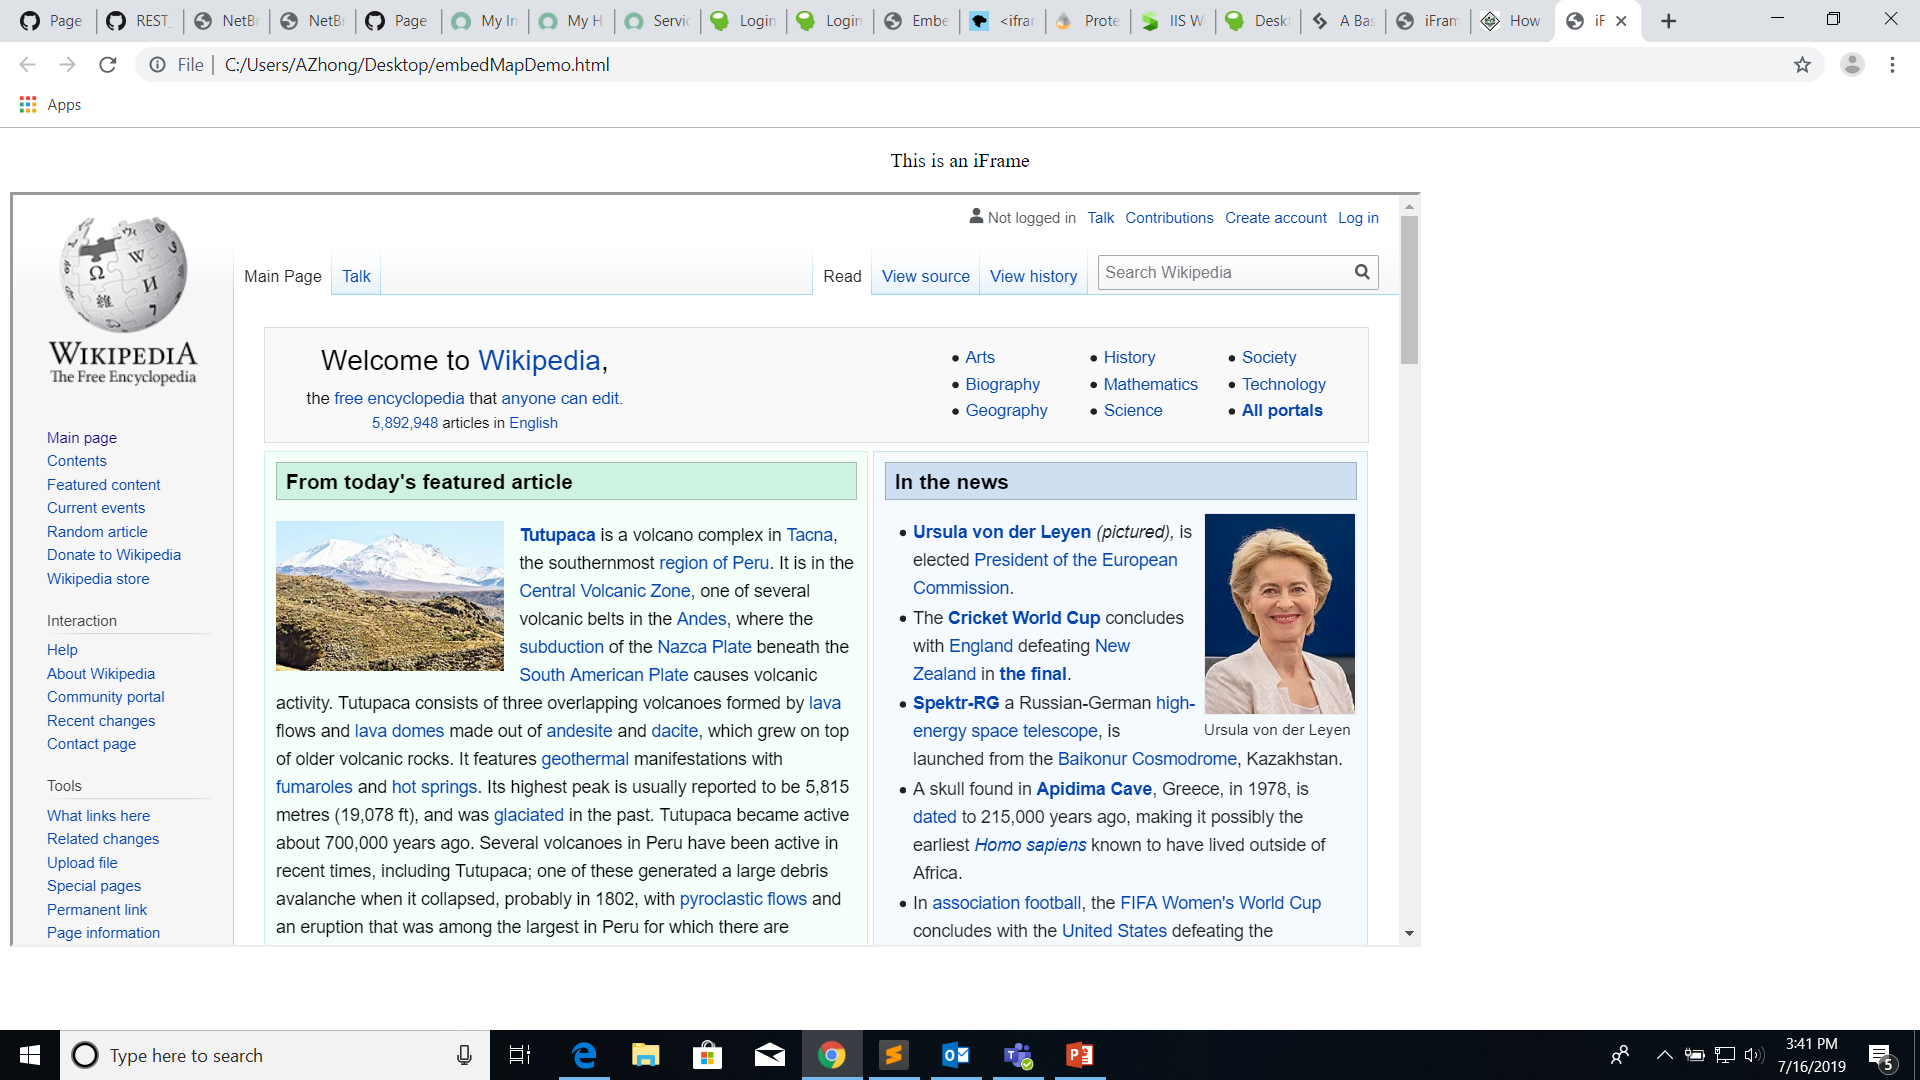 Page
REST_
NetBr
NetBr
Page
My In
My H
Servic
Login
Login
Embe
<ifran
Prote
IIS W
Deskt
A Bas
iFram
How
iF
File | C:/Users/AZhong/Desktop/embedMapDemo.html
Apps
This is an iFrame
Not logged in Talk Contributions Create account Log in
Main Page Talk Read View source View history Search Wikipedia
WIKIPEDIA
The Free Encyclopedia
Main page
Contents
Featured content
Current events
Random article
Donate to Wikipedia
Wikipedia store
Interaction
Help
About Wikipedia
Community portal
Recent changes
Contact page
Tools
What links here
Related changes
Upload file
Special pages
Permanent link
Page information
Welcome to Wikipedia,
the free encyclopedia that anyone can edit.
5,892,948 articles in English
Arts
Biography
Geography
History
Mathematics
Science
Society
Technology
All portals
From today's featured article
Tutupaca is a volcano complex in Tacna,
the southernmost region of Peru. It is in the
Central Volcanic Zone, one of several
volcanic belts in the Andes, where the
subduction of the Nazca Plate beneath the
South American Plate causes volcanic
activity. Tutupaca consists of three overlapping volcanoes formed by lava
flows and lava domes made out of andesite and dacite, which grew on top
of older volcanic rocks. It features geothermal manifestations with
fumaroles and hot springs. Its highest peak is usually reported to be 5,815
metres (19,078 ft), and was glaciated in the past. Tutupaca became active
about 700,000 years ago. Several volcanoes in Peru have been active in
recent times, including Tutupaca; one of these generated a large debris
avalanche when it collapsed, probably in 1802, with pyroclastic flows and
an eruption that was among the largest in Peru for which there are
In the news
Ursula von der Leyen (pictured), is
elected President of the European
Commission.
The Cricket World Cup concludes
with England defeating New
Zealand in the final.
Spektr-RG a Russian-German high-
energy space telescope, is
launched from the Baikonur Cosmodrome, Kazakhstan.
Ursula von der Leyen
A skull found in Apidima Cave, Greece, in 1978, is
dated to 215,000 years ago, making it possibly the
earliest Homo sapiens known to have lived outside of
Africa.
In association football, the FIFA Women's World Cup
concludes with the United States defeating the
Type here to search
3:41 PM
7/16/2019
5